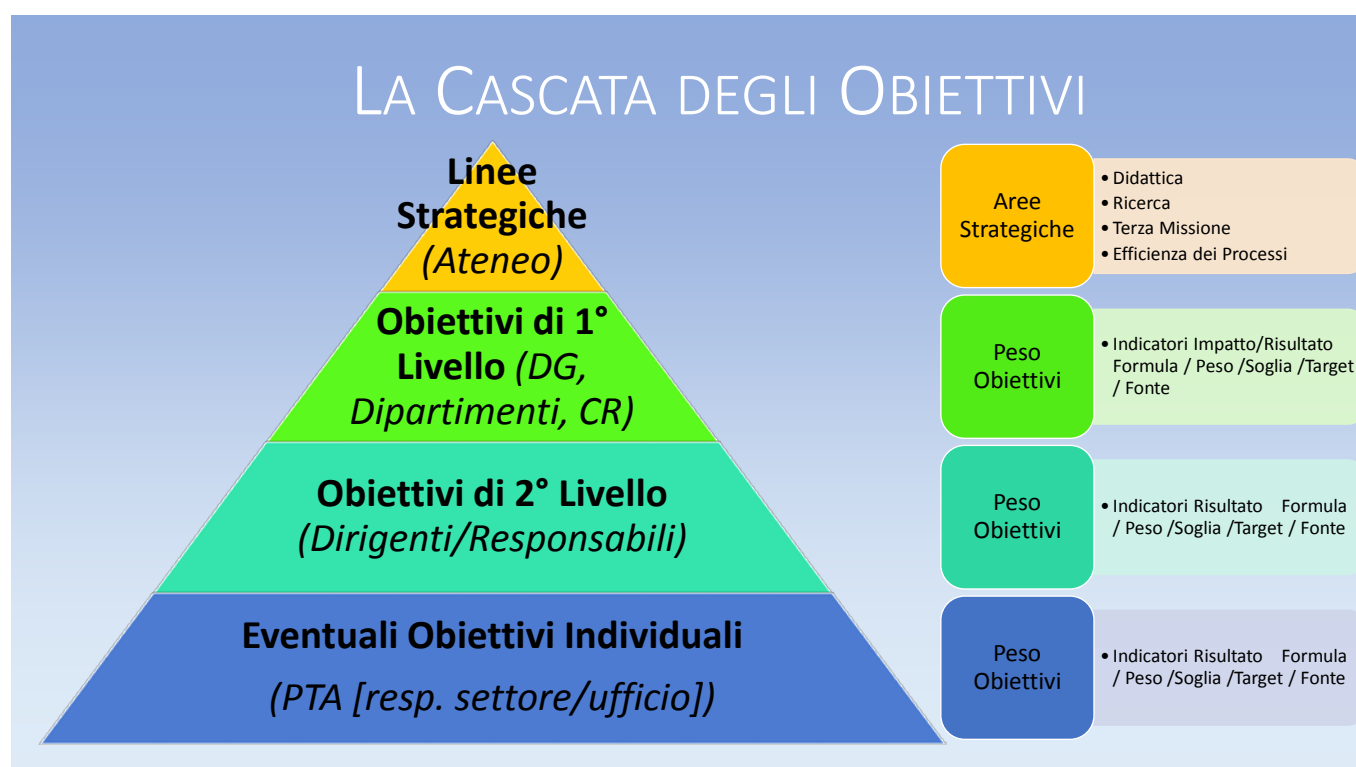 LA CASCATA DEGLI OBIETTIVI
Linee
Strategiche
(Ateneo)
Obiettivi di 1°
Livello (DG,
Dipartimenti, CR)
Obiettivi di 2° Livello
(Dirigenti/Responsabili)
Eventuali Obiettivi Individuali
(PTA [resp. settore/ufficio])
Aree
Strategiche
• Didattica
• Ricerca
• Terza Missione
• Efficienza dei Processi
Peso
Obiettivi
• Indicatori Impatto/Risultato
Formula / Peso /Soglia /Target
/ Fonte
Peso
Obiettivi
• Indicatori Risultato Formula
/ Peso /Soglia /Target / Fonte
Peso
Obiettivi
• Indicatori Risultato Formula
/ Peso /Soglia /Target / Fonte